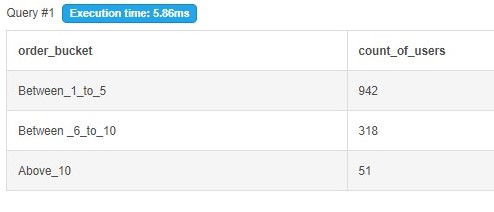 Query #1 Execution time: 5.86ms
order_bucket count_of_users
Between_1_to_5 942
Between _6_to_10 318
Above_10 51